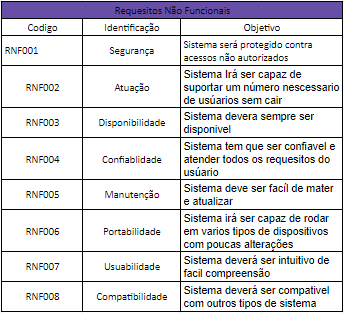 Requesitos Não Funcionais
Codigo Identificação Objetivo
RNF001 Segurança Sistema será protegido contra
acessos não autorizados
RNF002 Atuação Sistema Irá ser capaz de
suportar um número nescessario
de usúarios sem cair
RNF003 Disponibilidade Sistema devera sempre ser
disponivel
RNF004 Confiablidade Sistema tem que ser confiavel e
atender todos os requesitos do
usúario
RNF005 Manutenção Sistema deve ser facíl de mater
e atualizar
RNF006 Portabilidade Sistema irá ser capaz de rodar
em varios tipos de dispositivos
com poucas alterações
RNF007 Usuabilidade Sistema deverá ser intuitivo de
facil compreensão
RNF008 Compatibilidade Sistema deverá ser compativel
com outros tipos de sistema